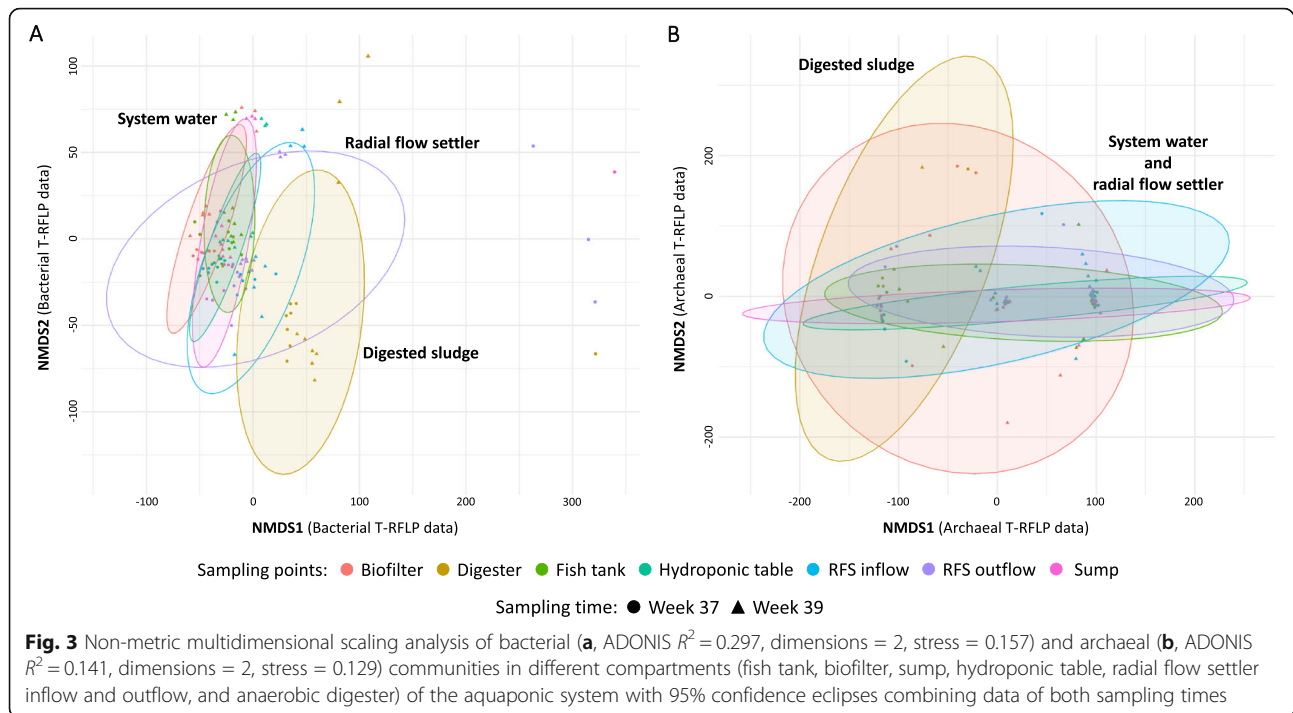 A
B
Digested sludge
System water
Radial flow settler
System water
and
radial flow settler
Digested sludge
NMDS2 (Bacterial T-RFLP data)
100
50
0
-50
-100
-100
0
100
200
300
NMDS1 (Bacterial T-RFLP data)
NMDS2 (Archaeal T-RFLP data)
200
0
-200
-200
-100
0
100
200
NMDS1 (Archaeal T-RFLP data)
Sampling points: Biofilter Digester Fish tank Hydroponic table RFS inflow RFS outflow Sump
Sampling time: Week 37 Week 39
Fig. 3 Non-metric multidimensional scaling analysis of bacterial (a, ADONIS R² = 0.297, dimensions = 2, stress = 0.157) and archaeal (b, ADONIS
R² = 0.141, dimensions = 2, stress = 0.129) communities in different compartments (fish tank, biofilter, sump, hydroponic table, radial flow settler
inflow and outflow, and anaerobic digester) of the aquaponic system with 95% confidence eclipses combining data of both sampling times